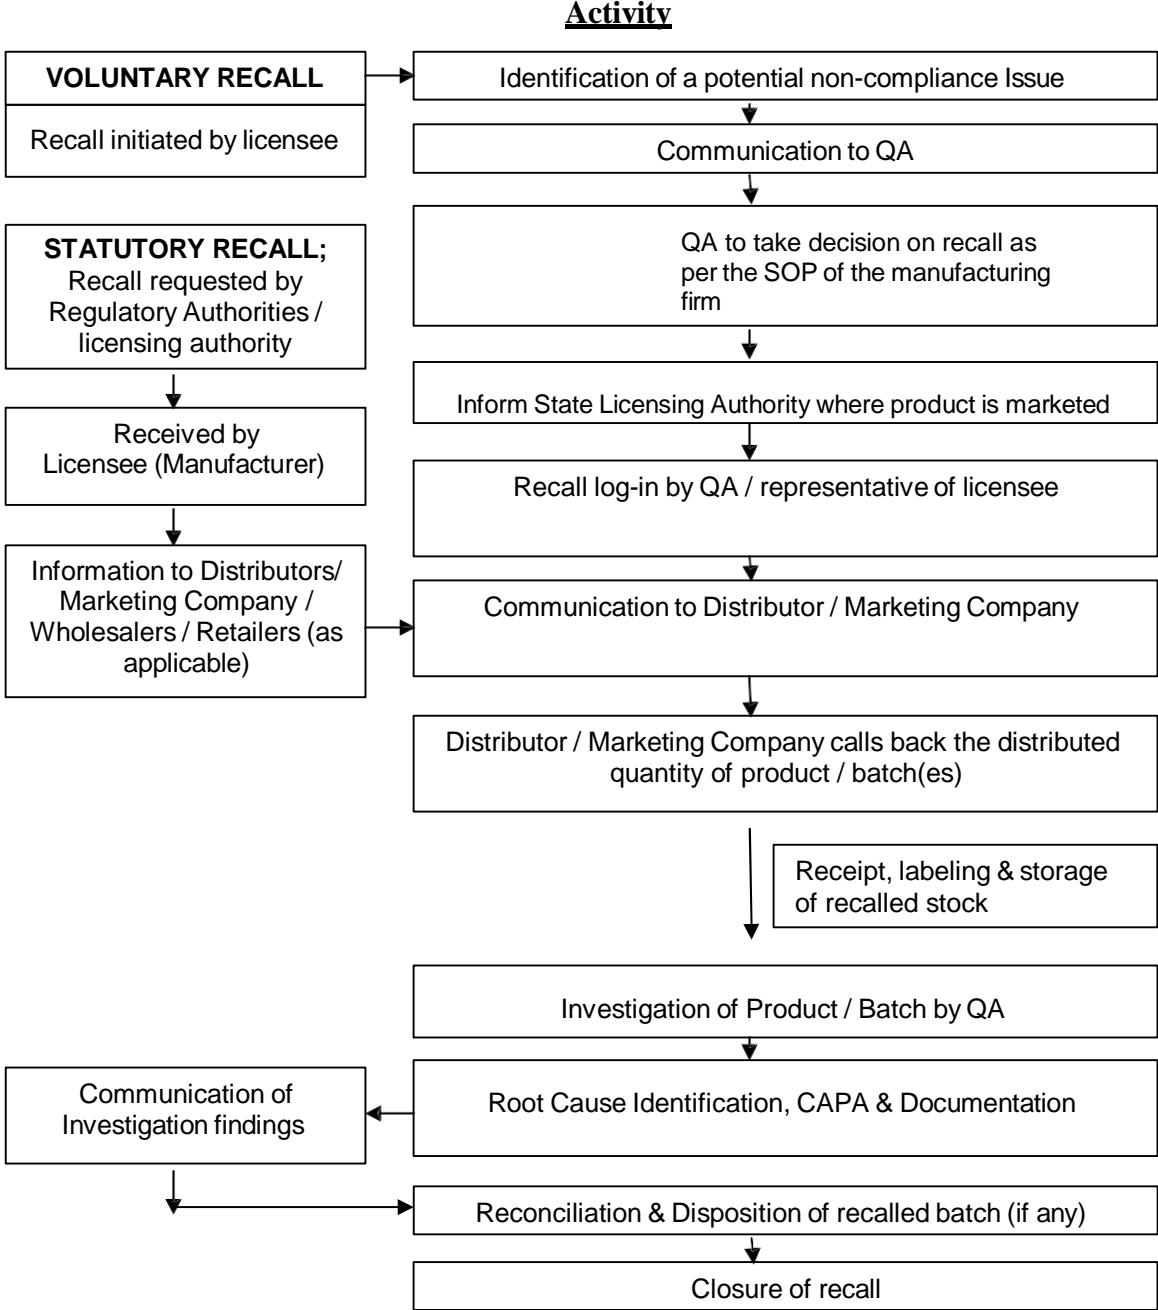 Activity
VOLUNTARY RECALL
Recall initiated by licensee
Identification of a potential non-compliance Issue
Communication to QA
QA to take decision on recall as
per the SOP of the manufacturing
firm
STATUTORY RECALL;
Recall requested by
Regulatory Authorities /
licensing authority
Inform State Licensing Authority where product is marketed
Received by
Licensee (Manufacturer)
Recall log-in by QA / representative of licensee
Information to Distributors/
Marketing Company /
Wholesalers / Retailers (as
applicable)
Communication to Distributor / Marketing Company
Distributor / Marketing Company calls back the distributed
quantity of product / batch(es)
Receipt, labeling & storage
of recalled stock
Investigation of Product / Batch by QA
Root Cause Identification, CAPA & Documentation
Communication of
Investigation findings
Reconciliation & Disposition of recalled batch (if any)
Closure of recall